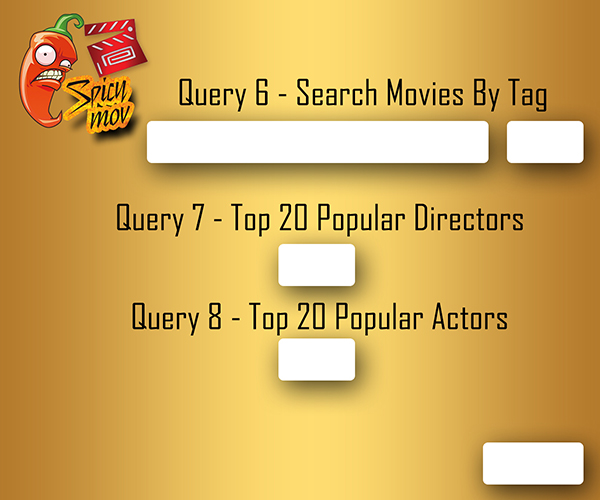 Spicy
mov
Query 6 - Search Movies By Tag
Query 7 - Top 20 Popular Directors
Query 8 - Top 20 Popular Actors